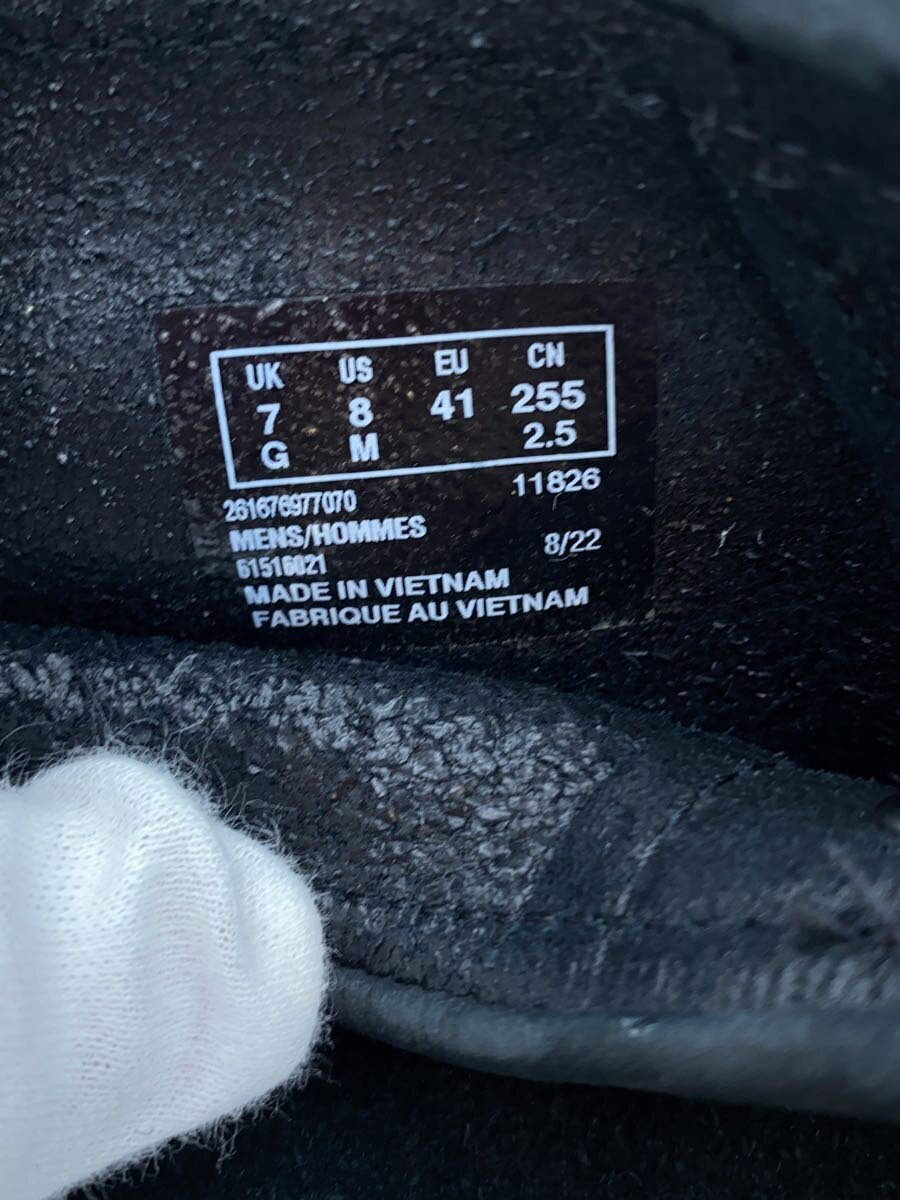 UK US EU CN
7 8 41 255
G M 2.5
261676977070 11826
MENS/HOMMES 8/22
61516021
MADE IN VIETNAM
FABRIQUE AU VIETNAM